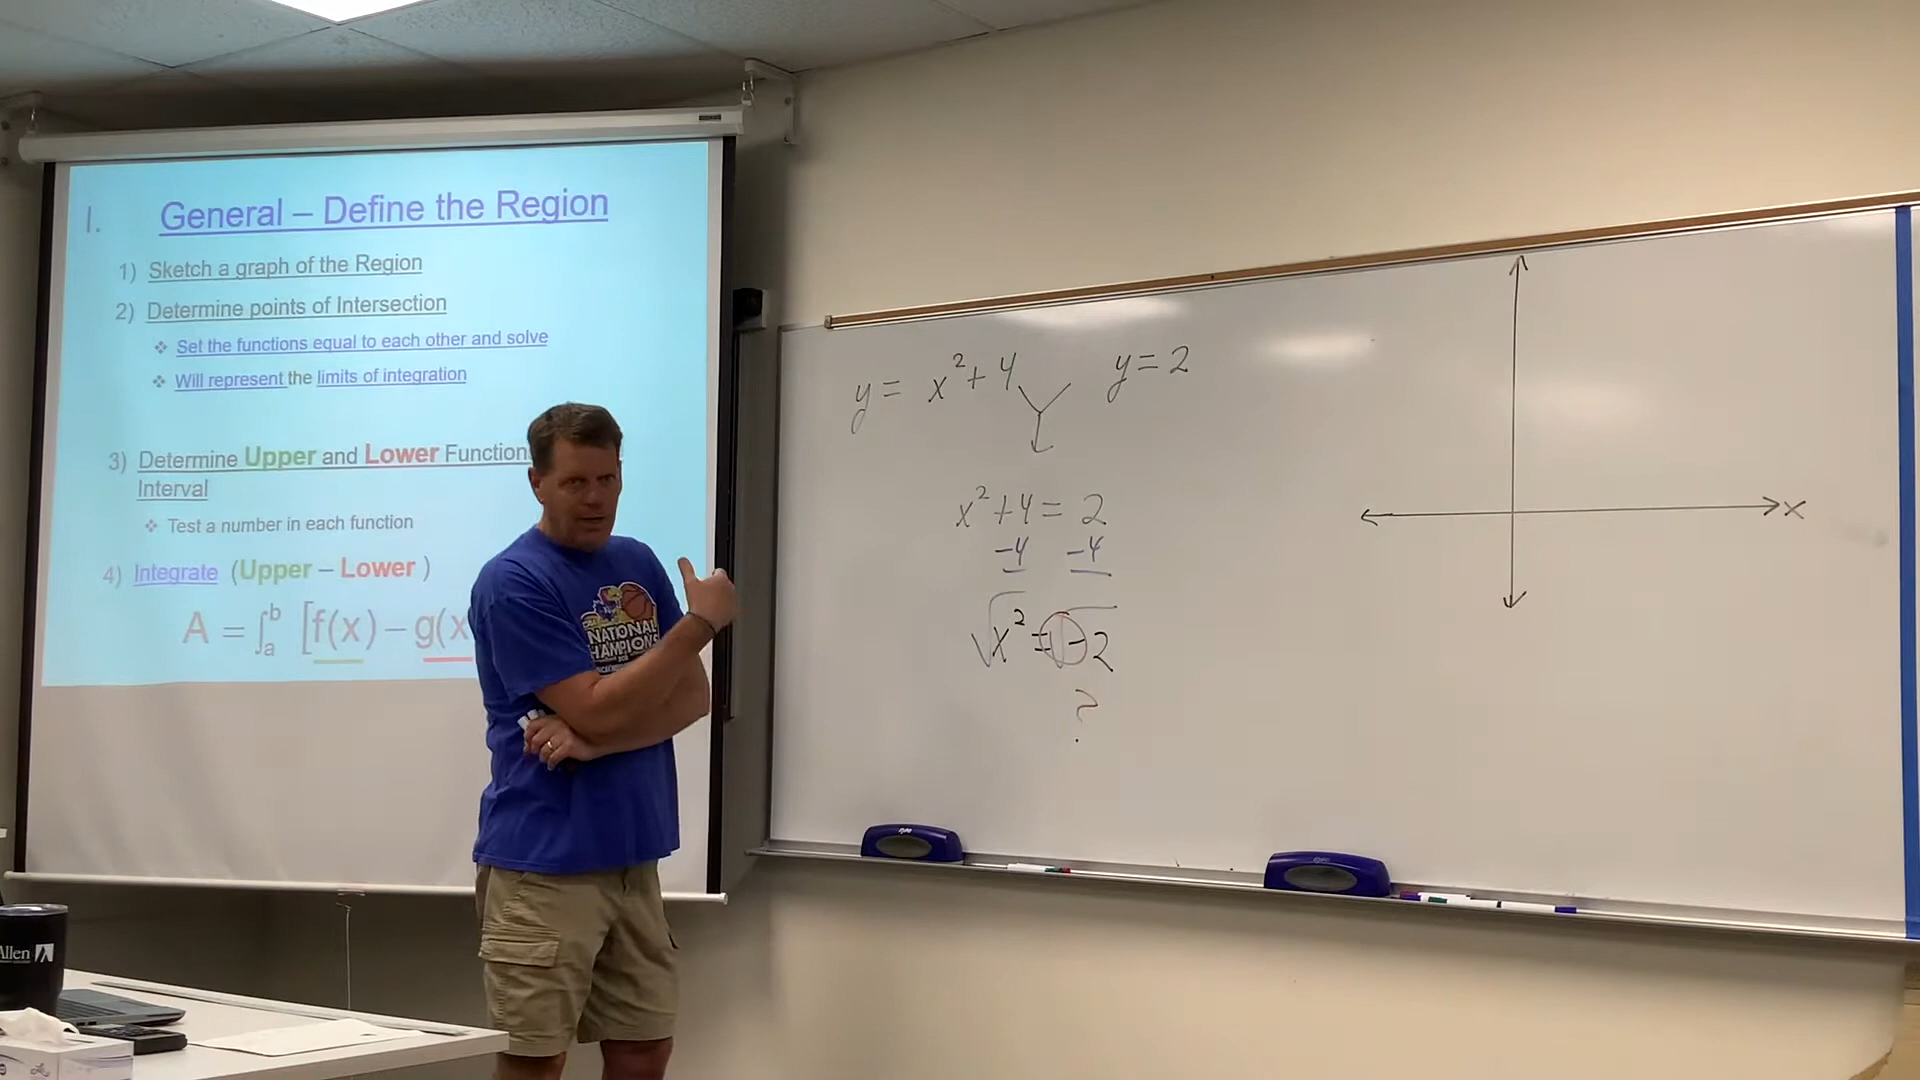 I. General – Define the Region
1) Sketch a graph of the Region
2) Determine points of Intersection
❖ Set the functions equal to each other and solve
❖ Will represent the limits of integration
3) Determine Upper and Lower Function
Interval
❖ Test a number in each function
4) Integrate (Upper – Lower )
A = ∫ₐᵇ [f(x) – g(x
NATIONAL
CHAMPIONS
Allen
y = x² + 4 y = 2
x² + 4 = 2
-4 -4
√x² = √-2
?
x
expo